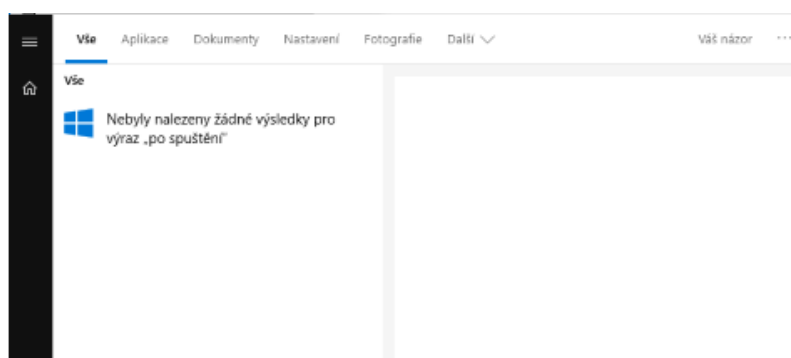 Vše Aplikace Dokumenty Nastavení Fotografie Další Váš názor ···
Vše
Nebyly nalezeny žádné výsledky pro
výraz „po spuštění"